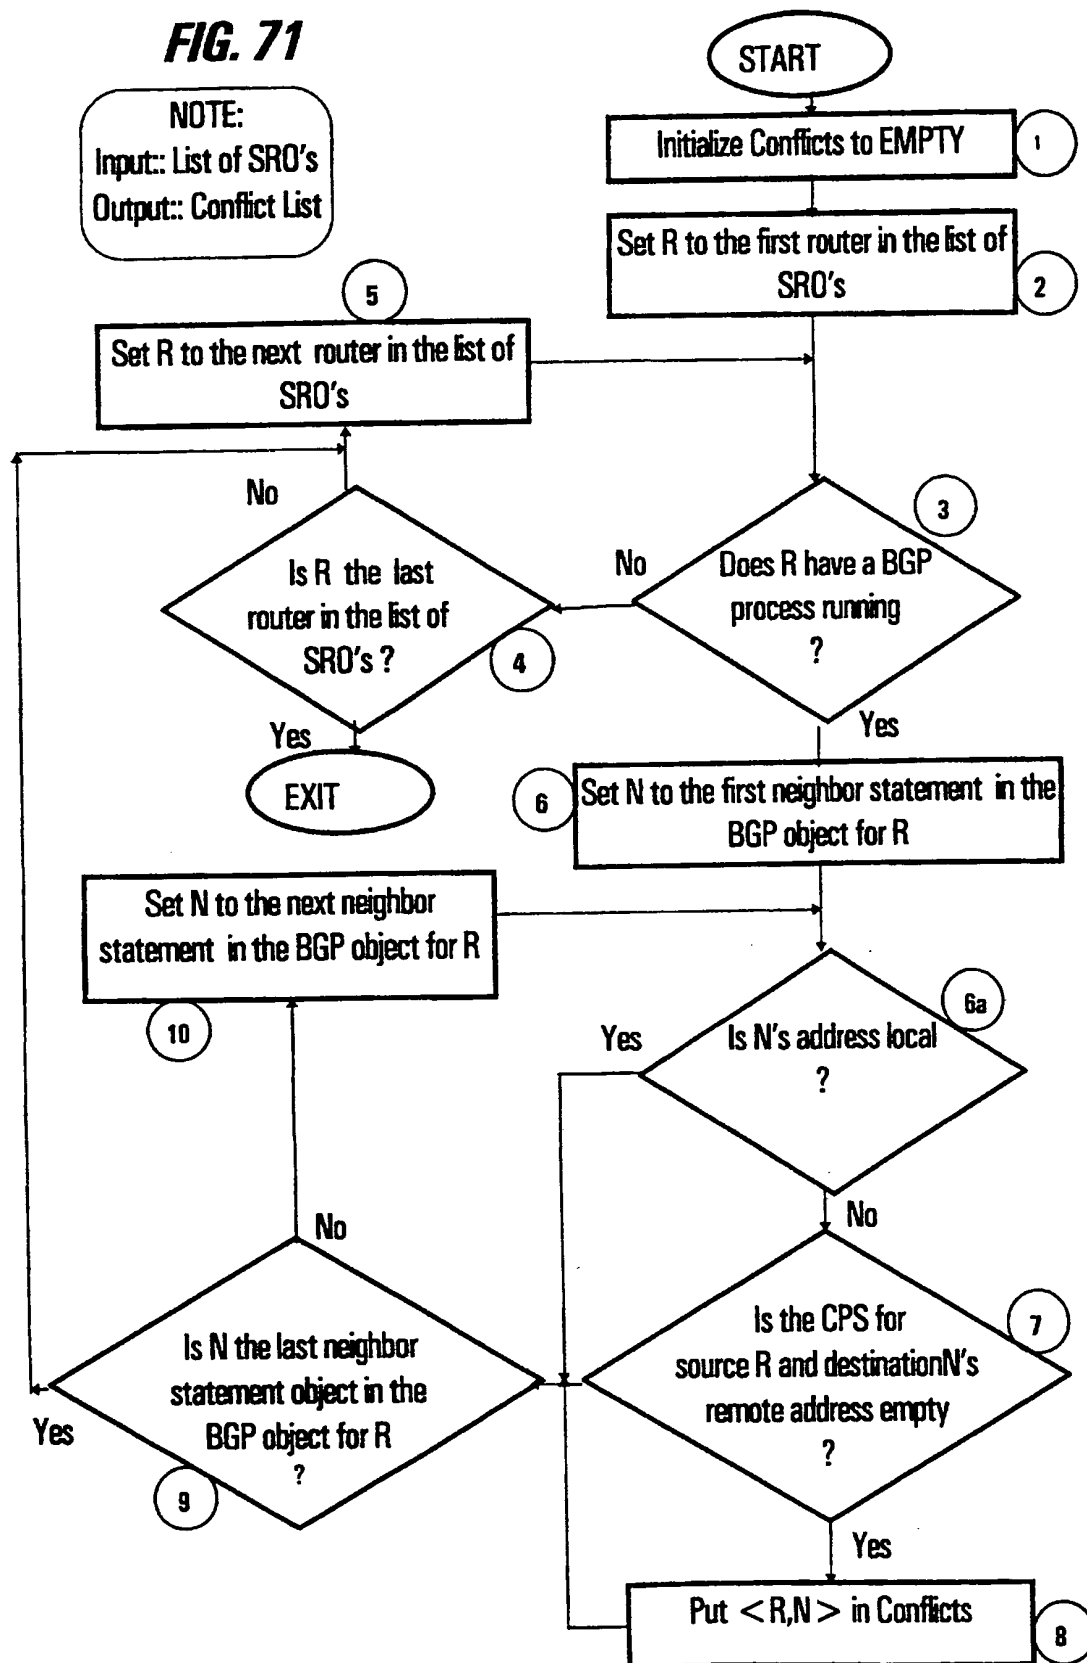 FIG. 71
NOTE:
Input:: List of SRO's
Output:: Conflict List
START
Initialize Conflicts to EMPTY
1
Set R to the first router in the list of
SRO's
2
5
Set R to the next router in the list of
SRO's
No
Is R the last
router in the list of
SRO's ?
4
Yes
EXIT
3
Does R have a BGP
process running
?
No
Yes
6
Set N to the first neighbor statement in the
BGP object for R
Set N to the next neighbor
statement in the BGP object for R
10
6a
Is N's address local
?
Yes
No
7
Is the CPS for
source R and destinationN's
remote address empty
?
Yes
No
Is N the last neighbor
statement object in the
BGP object for R
?
Yes
9
Put <R,N> in Conflicts
8